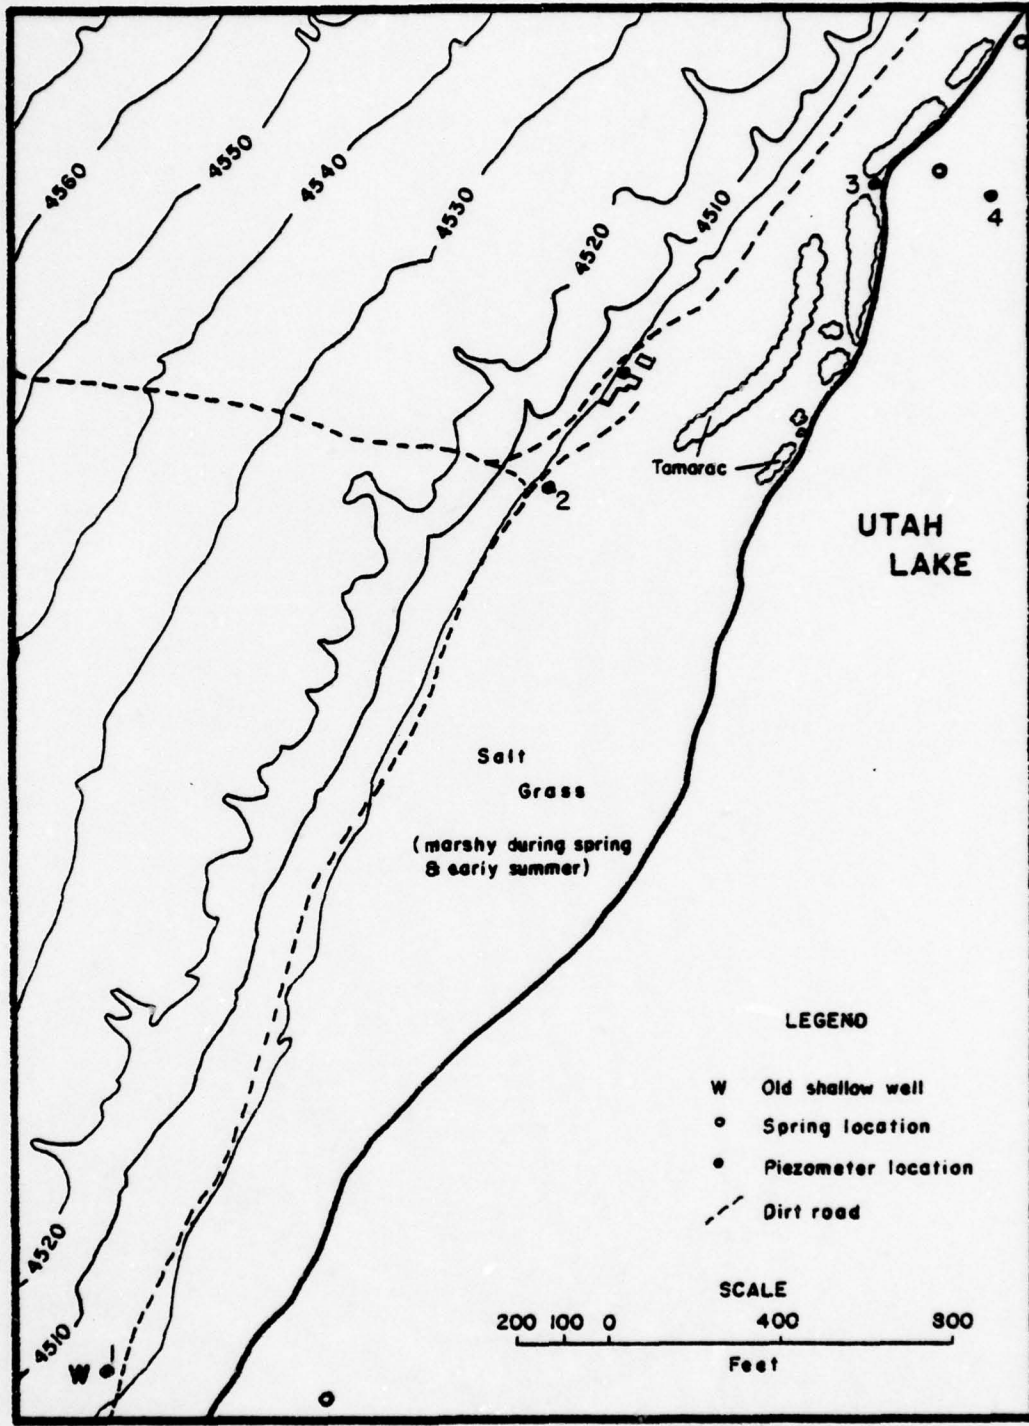 4560
4550
4540
4530
4520
4510
3
4
2
Tamarac
UTAH
LAKE
Salt
Grass
(marshy during spring
& early summer)
4520
4510
W
1
LEGEND
W Old shallow well
Spring location
Piezometer location
Dirt road
SCALE
200 100 0 400 800
Feet